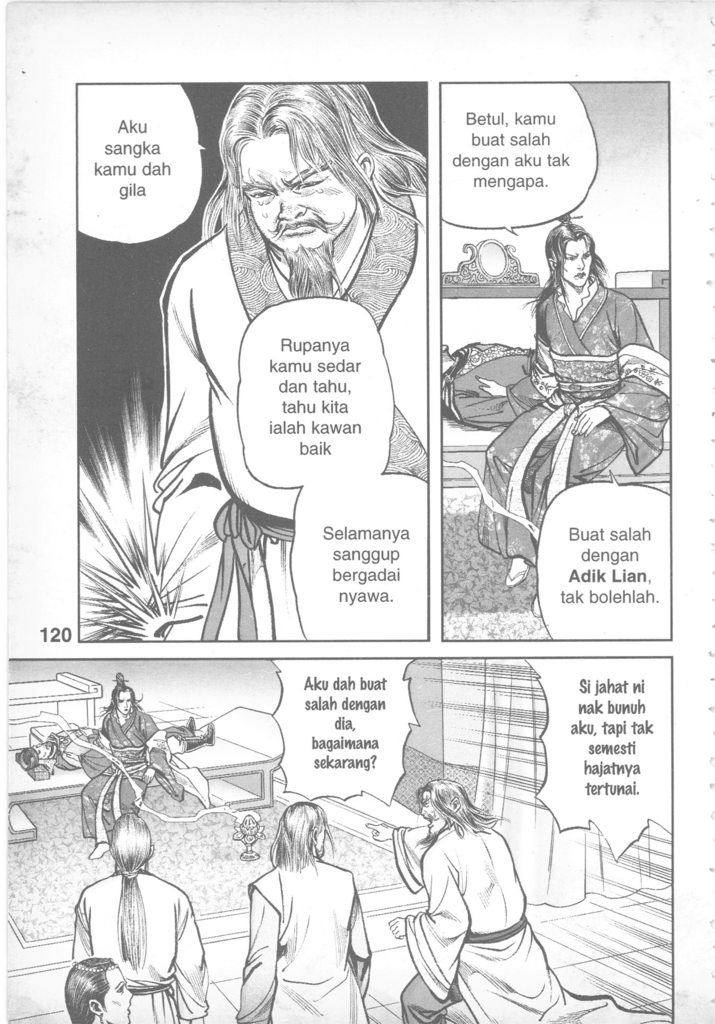 Aku
sangka
kamu dah
gila
Rupanya
kamu sedar
dan tahu,
tahu kita
ialah kawan
baik
Selamanya
sanggup
bergadai
nyawa.
Betul, kamu
buat salah
dengan aku tak
mengapa.
Buat salah
dengan
Adik Lian,
tak bolehlah.
120
Aku dah buat
salah dengan
dia,
bagaimana
sekarang?
Si jahat ni
nak bunuh
aku, tapi tak
semesti
hajatnya
tertunai.